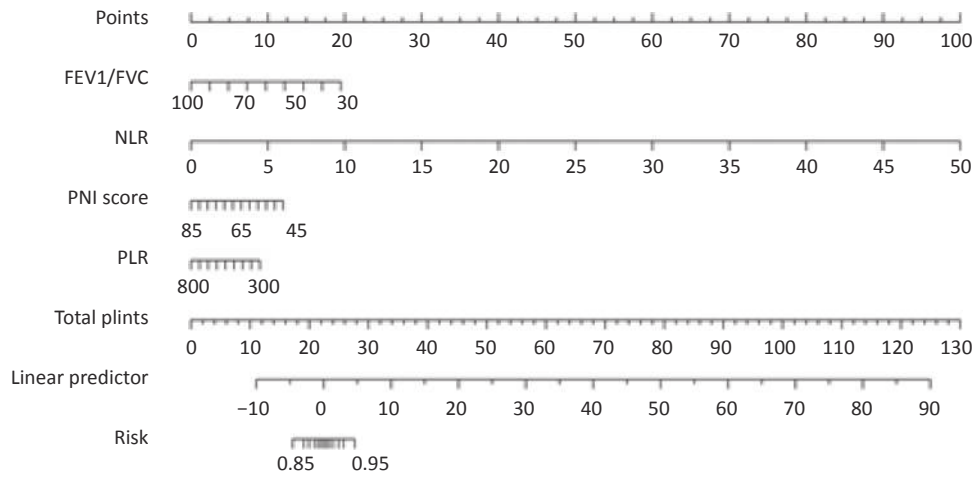 Points
0 10 20 30 40 50 60 70 80 90 100
FEV1/FVC
100 70 50 30
NLR
0 5 10 15 20 25 30 35 40 45 50
PNI score
85 65 45
PLR
800 300
Total plints
0 10 20 30 40 50 60 70 80 90 100 110 120 130
Linear predictor
−10 0 10 20 30 40 50 60 70 80 90
Risk
0.85 0.95